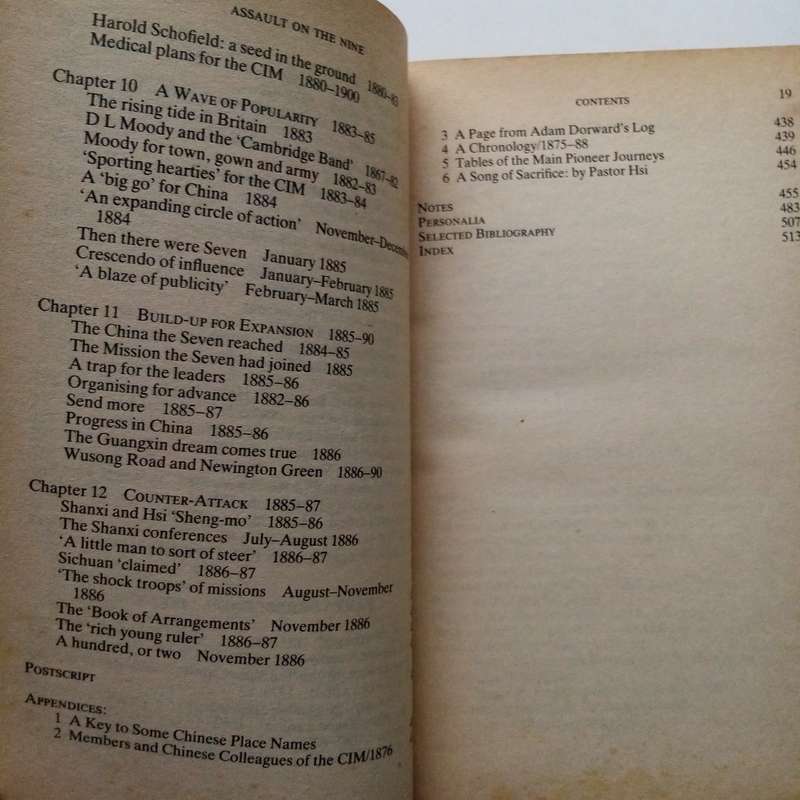 ASSAULT ON THE NINE
Harold Schofield: a seed in the ground 1880–83
Medical plans for the CIM 1880–1900
Chapter 10 A WAVE OF POPULARITY 1883–85
The rising tide in Britain 1883
D L Moody and the 'Cambridge Band' 1867–82
Moody for town, gown and army 1882–83
'Sporting hearties' for the CIM 1883–84
A 'big go' for China 1884
'An expanding circle of action' November–December
1884
Then there were Seven January 1885
Crescendo of influence January–February 1885
'A blaze of publicity' February–March 1885
Chapter 11 BUILD-UP FOR EXPANSION 1885–90
The China the Seven reached 1884–85
The Mission the Seven had joined 1885
A trap for the leaders 1885–86
Organising for advance 1882–86
Send more 1885–87
Progress in China 1885–86
The Guangxin dream comes true 1886
Wusong Road and Newington Green 1886–90
Chapter 12 COUNTER-ATTACK 1885–87
Shanxi and Hsi 'Sheng-mo' 1885–86
The Shanxi conferences July–August 1886
'A little man to sort of steer' 1886–87
Sichuan 'claimed' 1886–87
'The shock troops' of missions August–November
1886
The 'Book of Arrangements' November 1886
The 'rich young ruler' 1886–87
A hundred, or two November 1886
POSTSCRIPT
APPENDICES:
1 A Key to Some Chinese Place Names
2 Members and Chinese Colleagues of the CIM/1876
CONTENTS 19
3 A Page from Adam Dorward's Log 438
4 A Chronology/1875–88 439
5 Tables of the Main Pioneer Journeys 446
6 A Song of Sacrifice: by Pastor Hsi 454
NOTES 455
PERSONALIA 483
SELECTED BIBLIOGRAPHY 507
INDEX 513